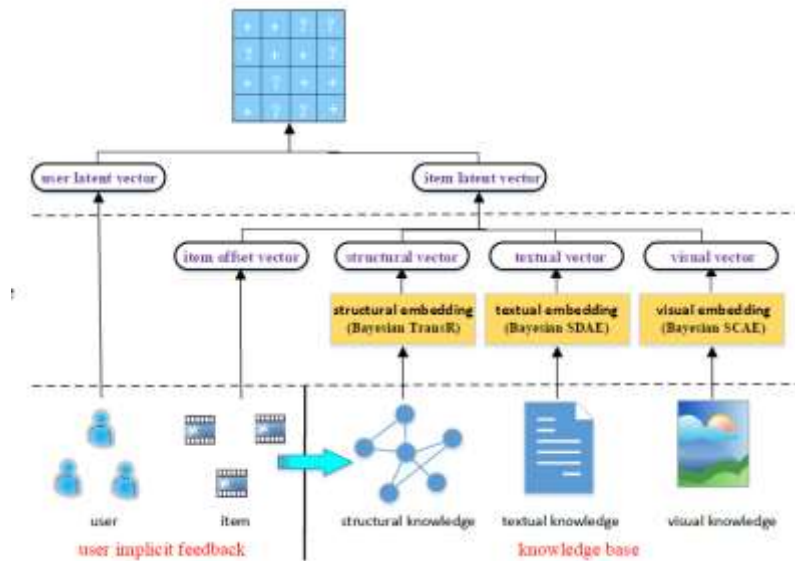 user latent vector
item latent vector
item offset vector
structural vector
textual vector
visual vector
structural embedding
(Bayesian TransR)
textual embedding
(Bayesian SDAE)
visual embedding
(Bayesian SCAE)
user
item
structural knowledge
textual knowledge
visual knowledge
user implicit feedback
knowledge base